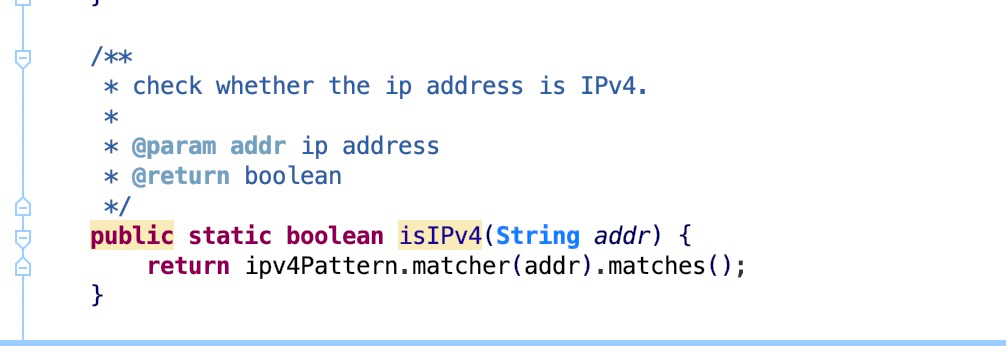 }
/**
 * check whether the ip address is IPv4.
 *
 * @param addr ip address
 * @return boolean
 */
public static boolean isIPv4(String addr) {
    return ipv4Pattern.matcher(addr).matches();
}